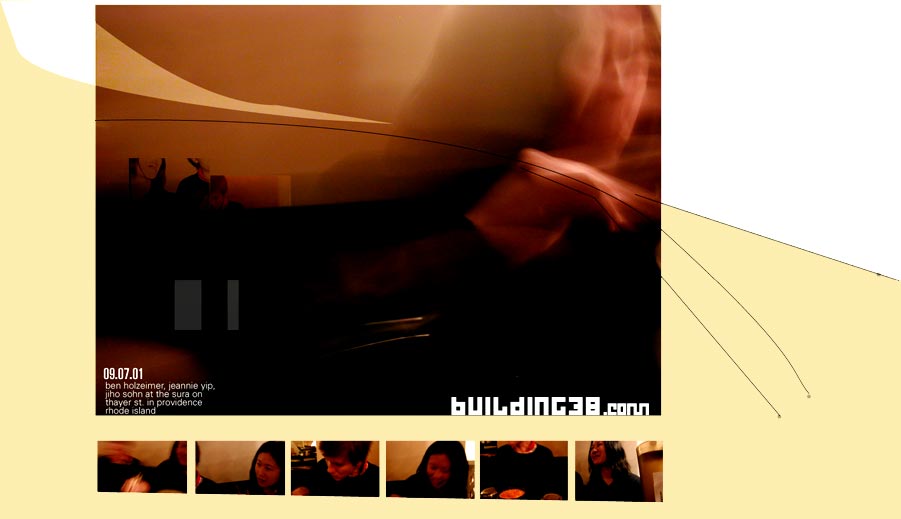 09.07.01
ben holzeimer, jeannie yip,
jiho sohn at the sura on
thayer st. in providence
rhode island
bUILdING38.com